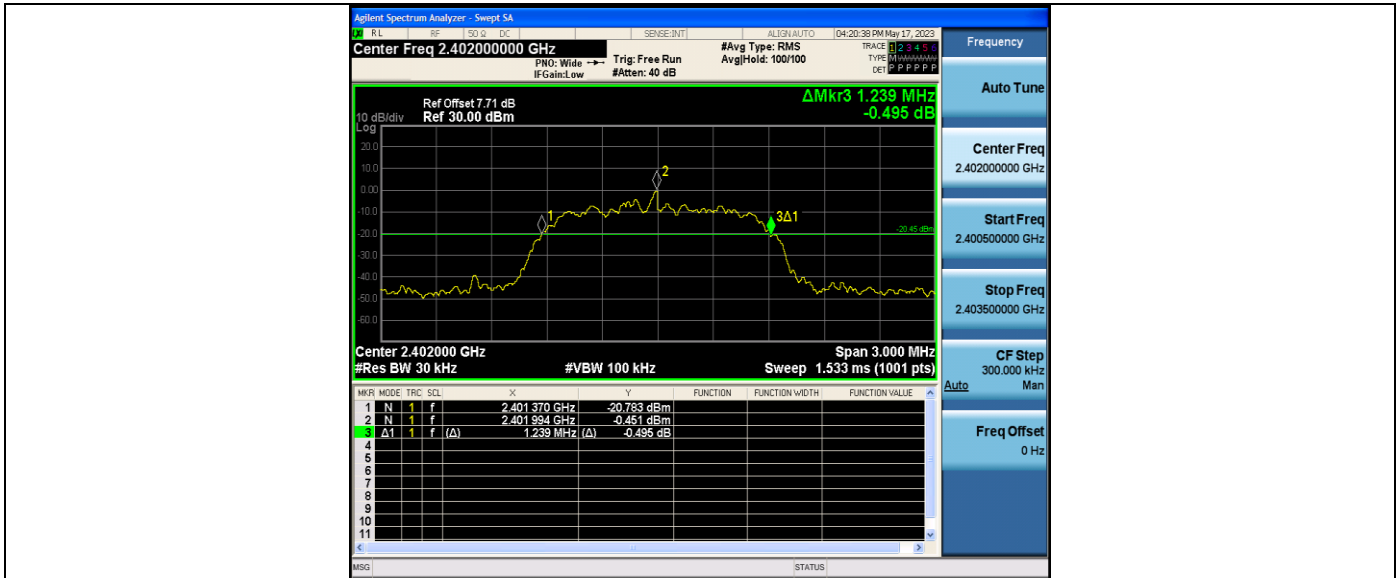 Agilent Spectrum Analyzer - Swept SA
RL RF 50 Ω DC SENSE:INT ALIGNAUTO 04:20:38 PM May 17, 2023
Center Freq 2.402000000 GHz
PNO: Wide
IFGain:Low
Trig: Free Run
#Atten: 40 dB
#Avg Type: RMS
Avg|Hold: 100/100
TRACE 1 2 3 4 5 6
TYPE M
DET P P P P P P
ΔMkr3 1.239 MHz
-0.495 dB
Ref Offset 7.71 dB
10 dB/div Ref 30.00 dBm
Log
20.0
10.0
0.00
-10.0
-20.0
-30.0
-40.0
-50.0
-60.0
1
2
3Δ1
-20.45 dBm
Center 2.402000 GHz Span 3.000 MHz
#Res BW 30 kHz #VBW 100 kHz Sweep 1.533 ms (1001 pts)
MKR MODE TRC SCL X Y FUNCTION FUNCTION WIDTH FUNCTION VALUE
1 N 1 f 2.401 370 GHz -20.783 dBm
2 N 1 f 2.401 994 GHz -0.451 dBm
3 Δ1 1 f (Δ) 1.239 MHz (Δ) -0.495 dB
4
5
6
7
8
9
10
11
MSG STATUS
Frequency
Auto Tune
Center Freq
2.402000000 GHz
Start Freq
2.400500000 GHz
Stop Freq
2.403500000 GHz
CF Step
300.000 kHz
Auto Man
Freq Offset
0 Hz